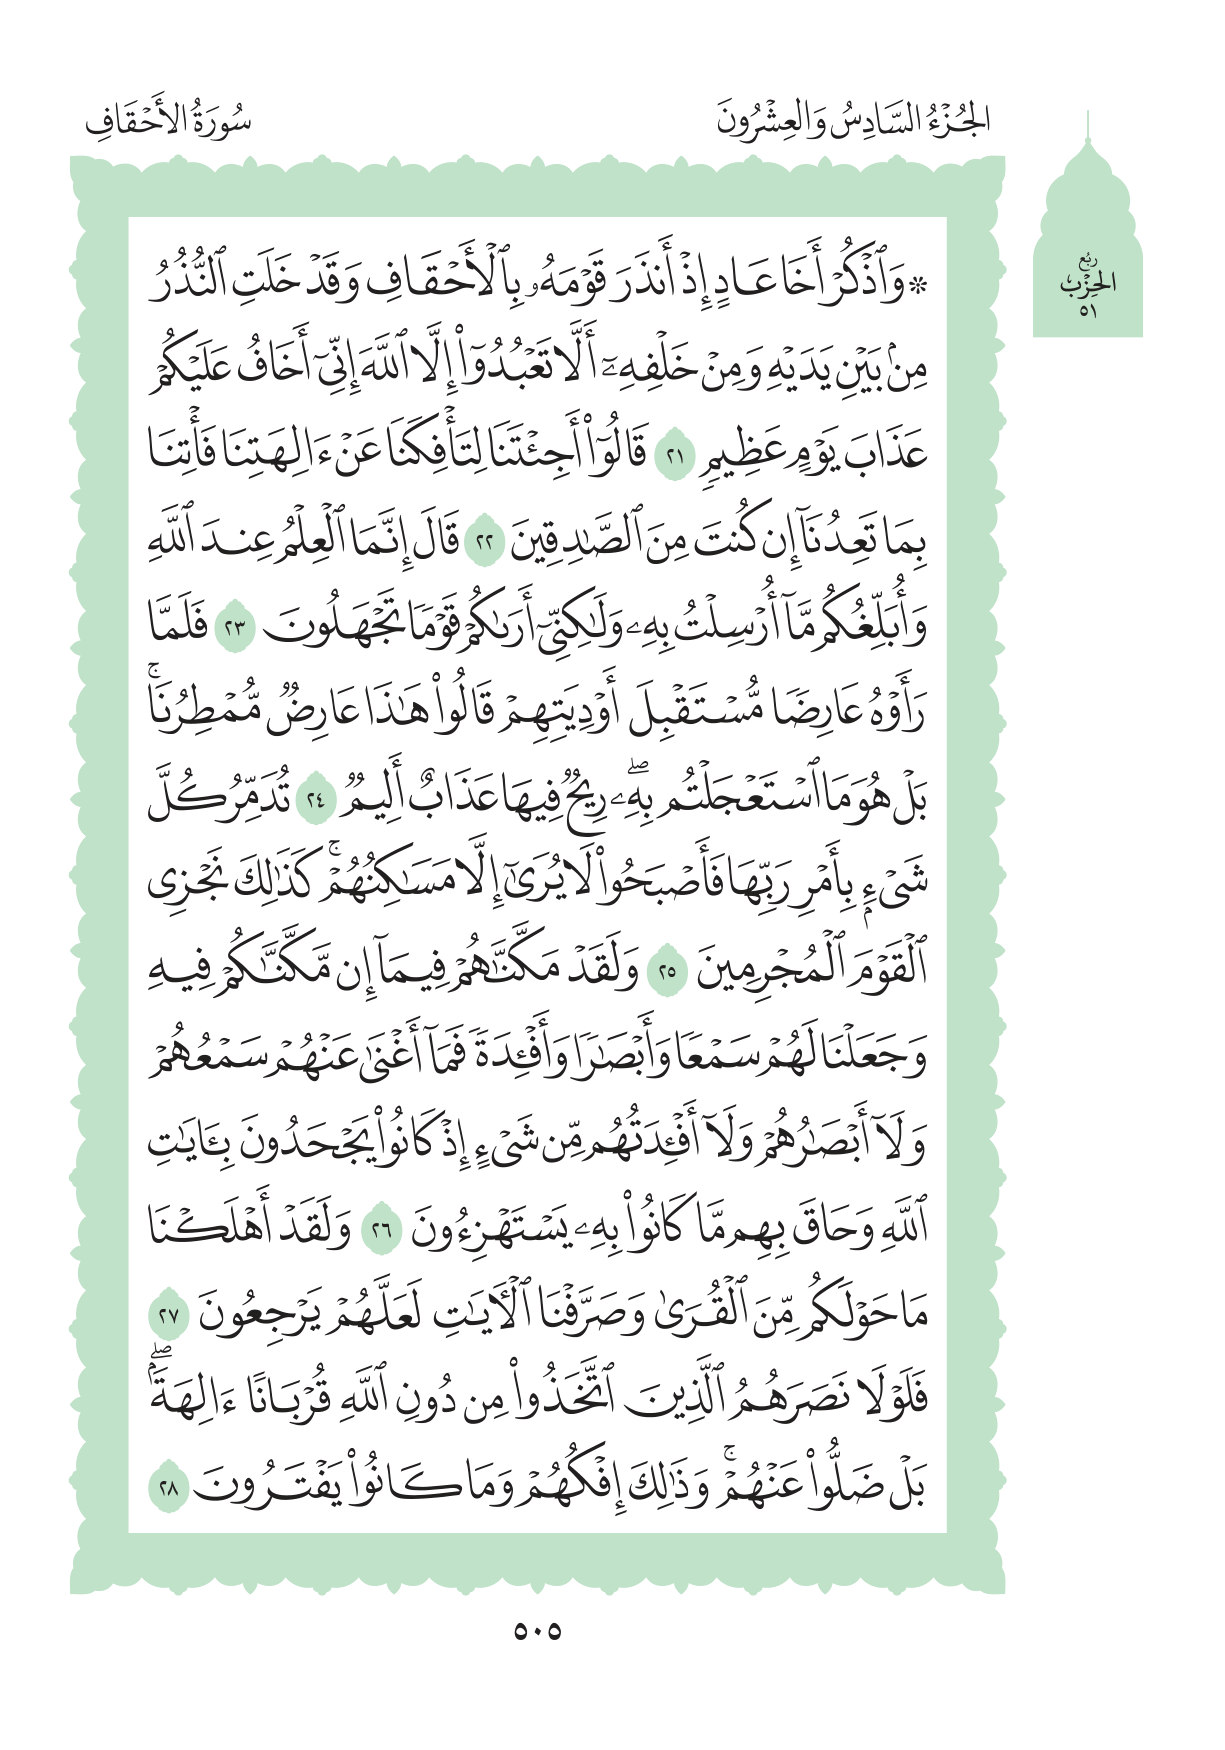 الجُزْءُ السَّادِسُ وَالعِشْرُونَ
سُورَةُ الأَحْقَافِ
ربع
الحِزْب
٥١
۞ وَٱذْكُرْ أَخَا عَادٍ إِذْ أَنذَرَ قَوْمَهُۥ بِٱلْأَحْقَافِ وَقَدْ خَلَتِ ٱلنُّذُرُ
مِنۢ بَيْنِ يَدَيْهِ وَمِنْ خَلْفِهِۦٓ أَلَّا تَعْبُدُوٓا۟ إِلَّا ٱللَّهَ إِنِّىٓ أَخَافُ عَلَيْكُمْ
عَذَابَ يَوْمٍ عَظِيمٍ ٢١ قَالُوٓا۟ أَجِئْتَنَا لِتَأْفِكَنَا عَنْ ءَالِهَتِنَا فَأْتِنَا
بِمَا تَعِدُنَآ إِن كُنتَ مِنَ ٱلصَّـٰدِقِينَ ٢٢ قَالَ إِنَّمَا ٱلْعِلْمُ عِندَ ٱللَّهِ
وَأُبَلِّغُكُم مَّآ أُرْسِلْتُ بِهِۦ وَلَـٰكِنِّىٓ أَرَىٰكُمْ قَوْمًا تَجْهَلُونَ ٢٣ فَلَمَّا
رَأَوْهُ عَارِضًا مُّسْتَقْبِلَ أَوْدِيَتِهِمْ قَالُوا۟ هَـٰذَا عَارِضٌ مُّمْطِرُنَا ۚ
بَلْ هُوَ مَا ٱسْتَعْجَلْتُم بِهِۦ ۖ رِيحٌ فِيهَا عَذَابٌ أَلِيمٌ ٢٤ تُدَمِّرُ كُلَّ
شَىْءٍۭ بِأَمْرِ رَبِّهَا فَأَصْبَحُوا۟ لَا يُرَىٰٓ إِلَّا مَسَـٰكِنُهُمْ ۚ كَذَٰلِكَ نَجْزِى
ٱلْقَوْمَ ٱلْمُجْرِمِينَ ٢٥ وَلَقَدْ مَكَّنَّـٰهُمْ فِيمَآ إِن مَّكَّنَّـٰكُمْ فِيهِ
وَجَعَلْنَا لَهُمْ سَمْعًا وَأَبْصَـٰرًا وَأَفْـِٔدَةً فَمَآ أَغْنَىٰ عَنْهُمْ سَمْعُهُمْ
وَلَآ أَبْصَـٰرُهُمْ وَلَآ أَفْـِٔدَتُهُم مِّن شَىْءٍ إِذْ كَانُوا۟ يَجْحَدُونَ بِـَٔايَـٰتِ
ٱللَّهِ وَحَاقَ بِهِم مَّا كَانُوا۟ بِهِۦ يَسْتَهْزِءُونَ ٢٦ وَلَقَدْ أَهْلَكْنَا
مَا حَوْلَكُم مِّنَ ٱلْقُرَىٰ وَصَرَّفْنَا ٱلْـَٔايَـٰتِ لَعَلَّهُمْ يَرْجِعُونَ ٢٧
فَلَوْلَا نَصَرَهُمُ ٱلَّذِينَ ٱتَّخَذُوا۟ مِن دُونِ ٱللَّهِ قُرْبَانًا ءَالِهَةًۢ ۖ
بَلْ ضَلُّوا۟ عَنْهُمْ ۚ وَذَٰلِكَ إِفْكُهُمْ وَمَا كَانُوا۟ يَفْتَرُونَ ٢٨
٥٠٥